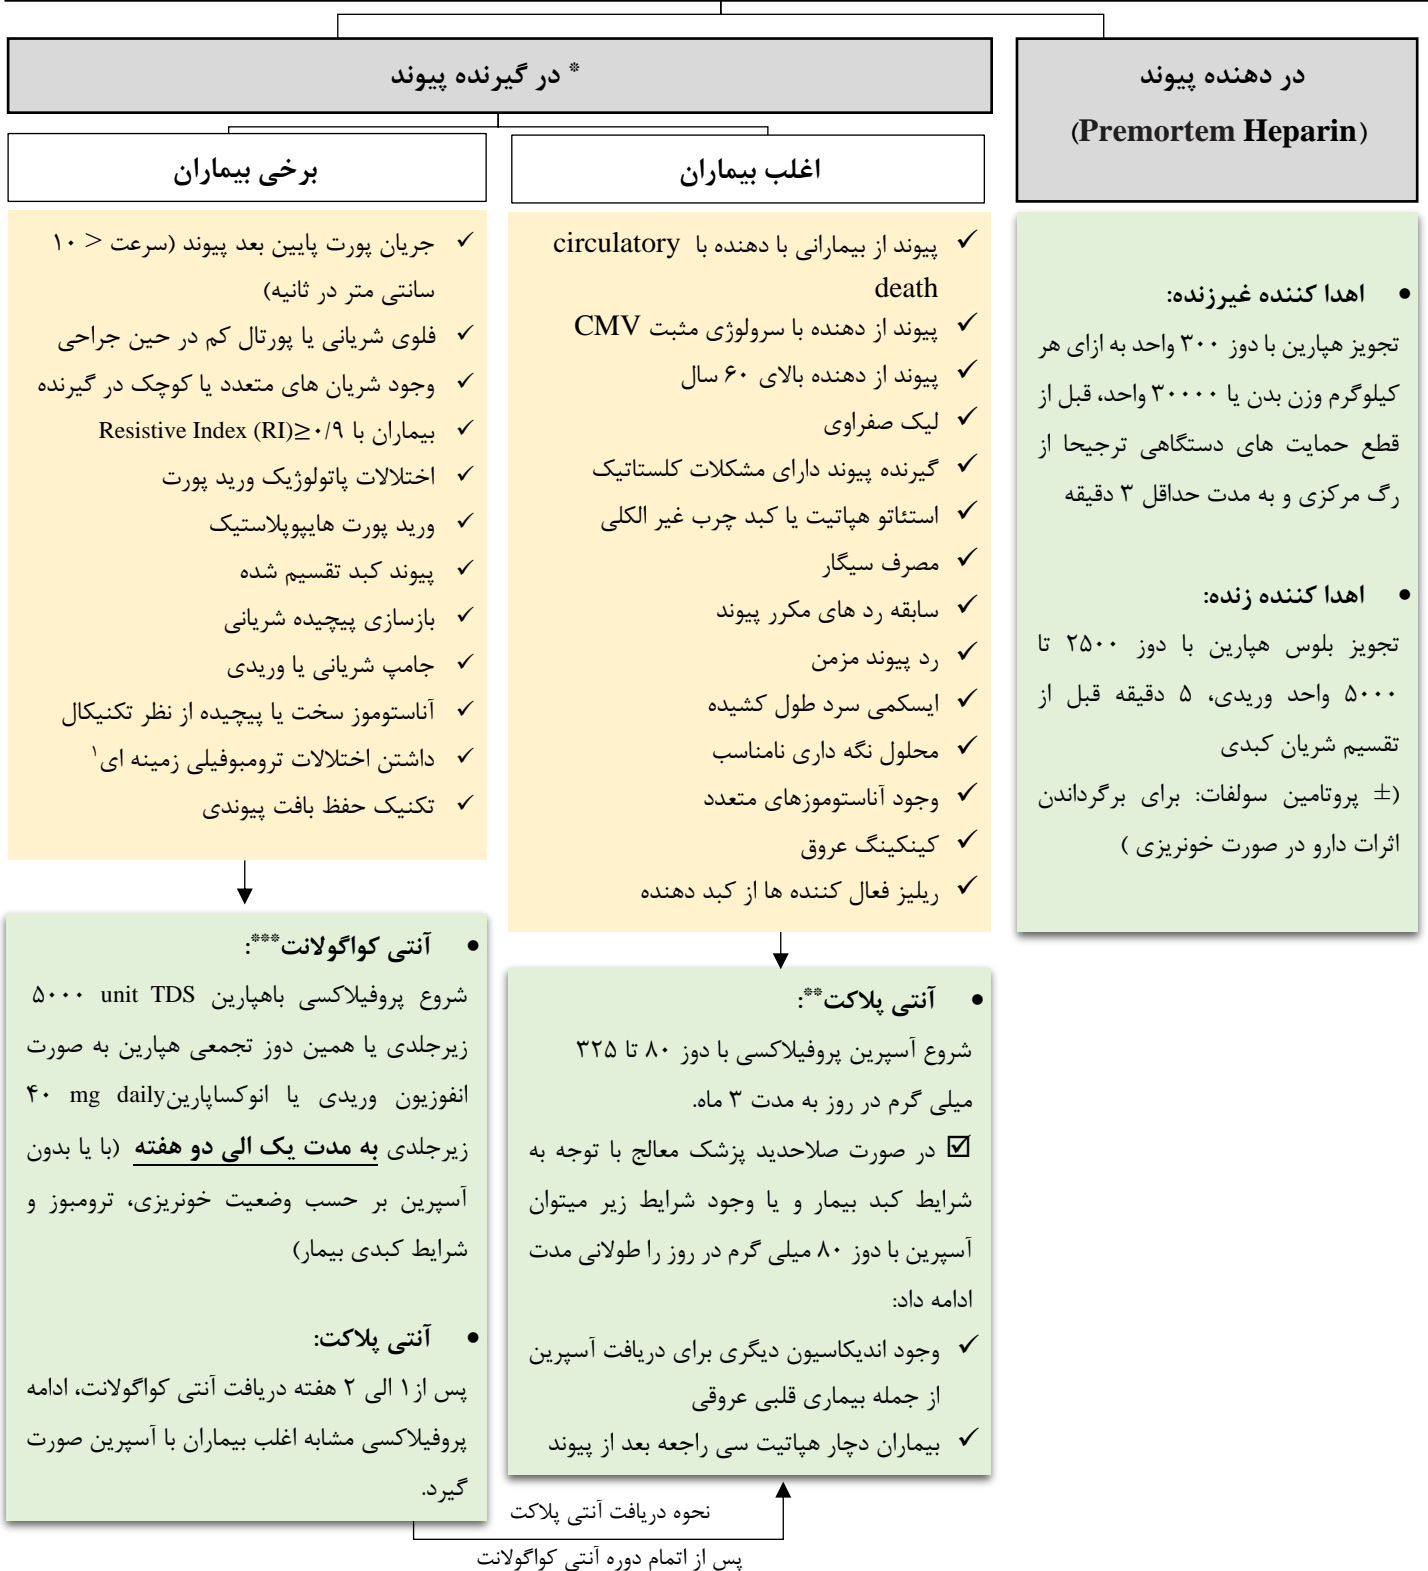 در دهنده پیوند
(Premortem Heparin)
اهدا کننده غیرزنده:
تجویز هپارین با دوز ۳۰۰ واحد به ازای هر
کیلوگرم وزن بدن یا ۳۰۰۰۰ واحد، قبل از
قطع حمایت های دستگاهی ترجیحا از
رگ مرکزی و به مدت حداقل ۳ دقیقه
اهدا کننده زنده:
تجویز بلوس هپارین با دوز ۲۵۰۰ تا
۵۰۰۰ واحد وریدی، ۵ دقیقه قبل از
تقسیم شریان کبدی
(± پروتامین سولفات: برای برگرداندن
اثرات دارو در صورت خونریزی )
* در گیرنده پیوند
اغلب بیماران
پیوند از بیمارانی با دهنده با circulatory
death
پیوند از دهنده با سرولوژی مثبت CMV
پیوند از دهنده بالای ۶۰ سال
لیک صفراوی
گیرنده پیوند دارای مشکلات کلستاتیک
استئاتو هپاتیت یا کبد چرب غیر الکلی
مصرف سیگار
سابقه رد های مکرر پیوند
رد پیوند مزمن
ایسکمی سرد طول کشیده
محلول نگه داری نامناسب
وجود آناستوموزهای متعدد
کینکینگ عروق
ریلیز فعال کننده ها از کبد دهنده
آنتی پلاکت**:
شروع آسپرین پروفیلاکسی با دوز ۸۰ تا ۳۲۵
میلی گرم در روز به مدت ۳ ماه.
☑ در صورت صلاحدید پزشک معالج با توجه به
شرایط کبد بیمار و یا وجود شرایط زیر میتوان
آسپرین با دوز ۸۰ میلی گرم در روز را طولانی مدت
ادامه داد:
وجود اندیکاسیون دیگری برای دریافت آسپرین
از جمله بیماری قلبی عروقی
بیماران دچار هپاتیت سی راجعه بعد از پیوند
برخی بیماران
جریان پورت پایین بعد پیوند (سرعت < ۱۰
سانتی متر در ثانیه)
فلوی شریانی یا پورتال کم در حین جراحی
وجود شریان های متعدد یا کوچک در گیرنده
بیماران با Resistive Index (RI)≥۰/۹
اختلالات پاتولوژیک ورید پورت
ورید پورت هایپوپلاستیک
پیوند کبد تقسیم شده
بازسازی پیچیده شریانی
جامپ شریانی یا وریدی
آناستوموز سخت یا پیچیده از نظر تکنیکال
داشتن اختلالات ترومبوفیلی زمینه ای۱
تکنیک حفظ بافت پیوندی
آنتی کواگولانت***:
شروع پروفیلاکسی باهپارین ۵۰۰۰ unit TDS
زیرجلدی یا همین دوز تجمعی هپارین به صورت
انفوزیون وریدی یا انوکساپارین۴۰ mg daily
زیرجلدی به مدت یک الی دو هفته (با یا بدون
آسپرین بر حسب وضعیت خونریزی، ترومبوز و
شرایط کبدی بیمار)
آنتی پلاکت:
پس از۱ الی ۲ هفته دریافت آنتی کواگولانت، ادامه
پروفیلاکسی مشابه اغلب بیماران با آسپرین صورت
گیرد.
نحوه دریافت آنتی پلاکت
پس از اتمام دوره آنتی کواگولانت